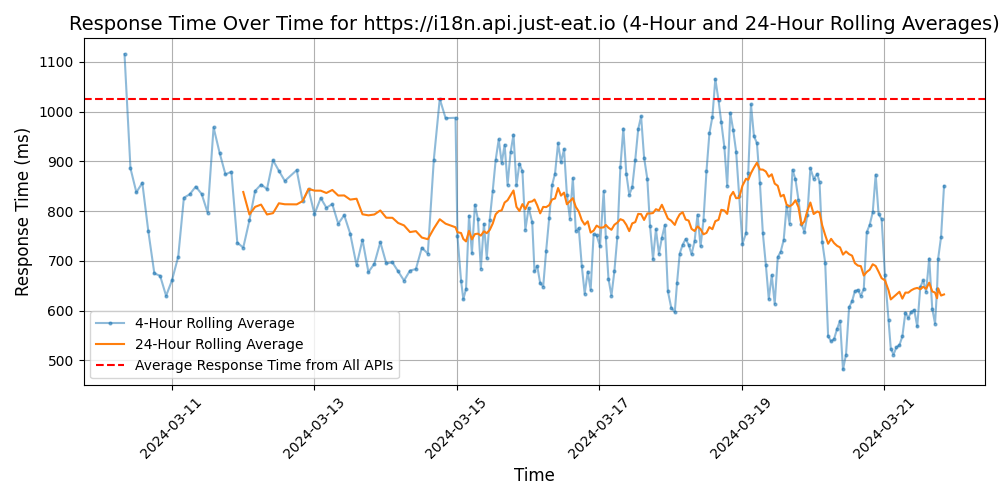 Response Time Over Time for https://i18n.api.just-eat.io (4-Hour and 24-Hour Rolling Averages)
1100
1000
900
800
700
600
500
Response Time (ms)
4-Hour Rolling Average
24-Hour Rolling Average
Average Response Time from All APIs
2024-03-11
2024-03-13
2024-03-15
2024-03-17
2024-03-19
2024-03-21
Time